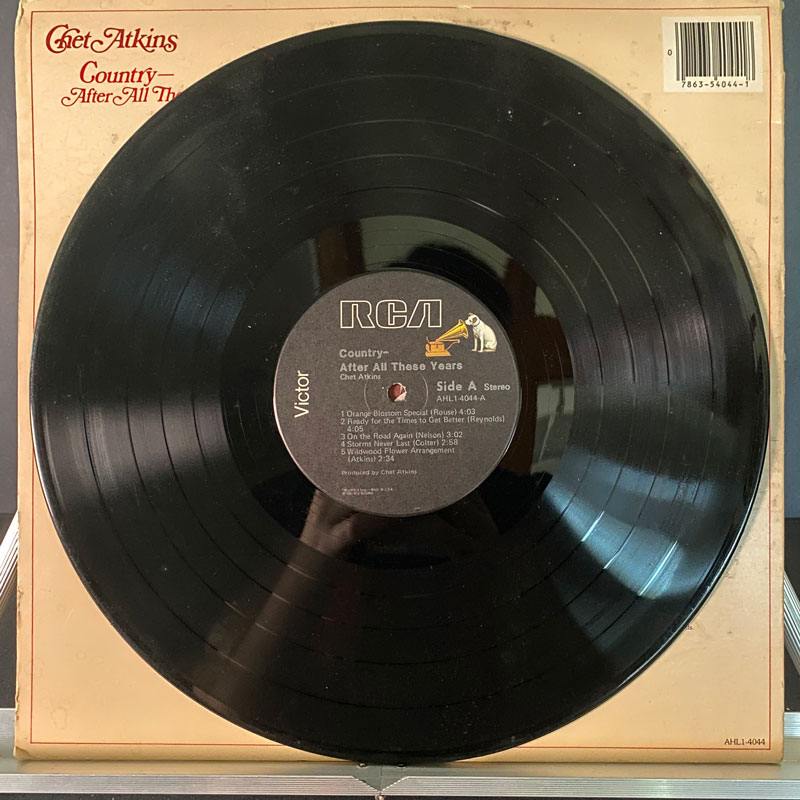 Chet Atkins
Country—
After All Th
0
7863-54044-1
RCA
Victor
Country–
After All These Years
Chet Atkins
Side A Stereo
AHL1-4044-A
1 Orange Blossom Special (Rouse) 4:03
2 Ready for the Times to Get Better (Reynolds)
4:05
3 On the Road Again (Nelson) 3:02
4 Storms Never Last (Colter) 2:58
5 Wildwood Flower Arrangement
(Atkins) 2:34
Produced by Chet Atkins
AHL1-4044